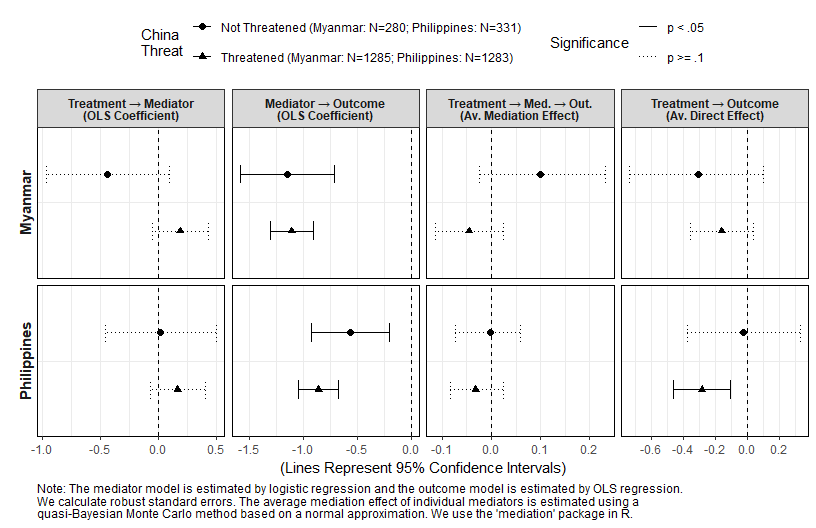 China
Threat
Not Threatened (Myanmar: N=280; Philippines: N=331)
Threatened (Myanmar: N=1285; Philippines: N=1283)
Significance
p < .05
p >= .1
Treatment → Mediator
(OLS Coefficient)
Mediator → Outcome
(OLS Coefficient)
Treatment → Med. → Out.
(Av. Mediation Effect)
Treatment → Outcome
(Av. Direct Effect)
Myanmar
Philippines
-1.0 -0.5 0.0 0.5
-1.5 -1.0 -0.5 0.0
-0.1 0.0 0.1 0.2
-0.6 -0.4 -0.2 0.0 0.2
(Lines Represent 95% Confidence Intervals)
Note: The mediator model is estimated by logistic regression and the outcome model is estimated by OLS regression.
We calculate robust standard errors. The average mediation effect of individual mediators is estimated using a
quasi-Bayesian Monte Carlo method based on a normal approximation. We use the 'mediation' package in R.